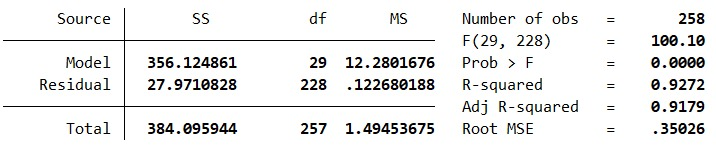 Source SS df MS Number of obs = 258
F(29, 228) = 100.10
Model 356.124861 29 12.2801676 Prob > F = 0.0000
Residual 27.9710828 228 .122680188 R-squared = 0.9272
Adj R-squared = 0.9179
Total 384.095944 257 1.49453675 Root MSE = .35026